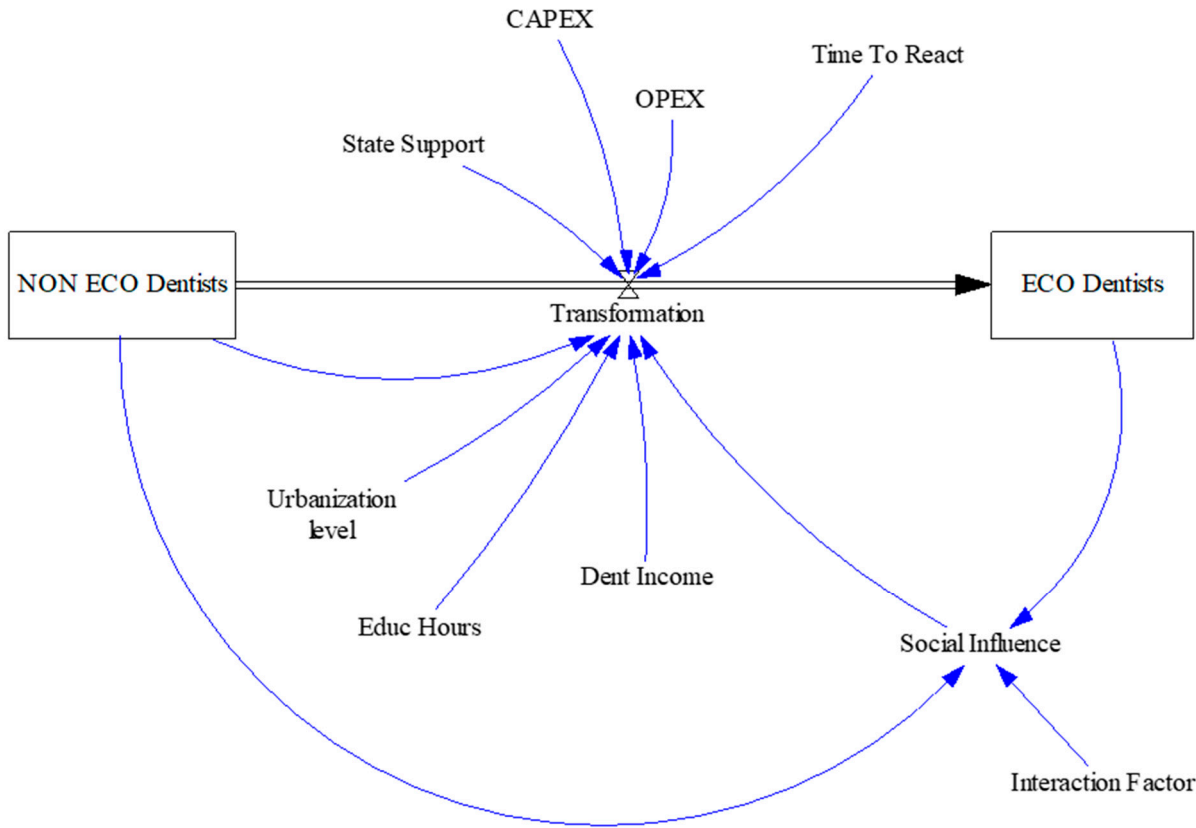 CAPEX
Time To React
OPEX
State Support
NON ECO Dentists
ECO Dentists
Transformation
Urbanization
level
Dent Income
Educ Hours
Social Influence
Interaction Factor